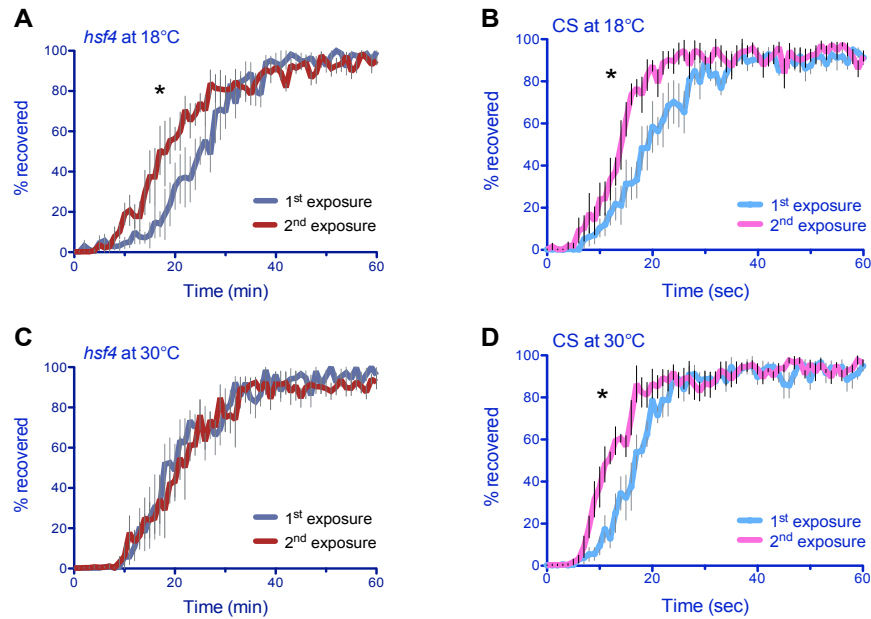 A
hsf4 at 18°C
% recovered
100
80
60
40
20
0
*
1st exposure
2nd exposure
0 20 40 60
Time (min)
B
CS at 18°C
% recovered
100
80
60
40
20
0
*
1st exposure
2nd exposure
0 20 40 60
Time (sec)
C
hsf4 at 30°C
% recovered
100
80
60
40
20
0
1st exposure
2nd exposure
0 20 40 60
Time (min)
D
CS at 30°C
% recovered
100
80
60
40
20
0
*
1st exposure
2nd exposure
0 20 40 60
Time (sec)